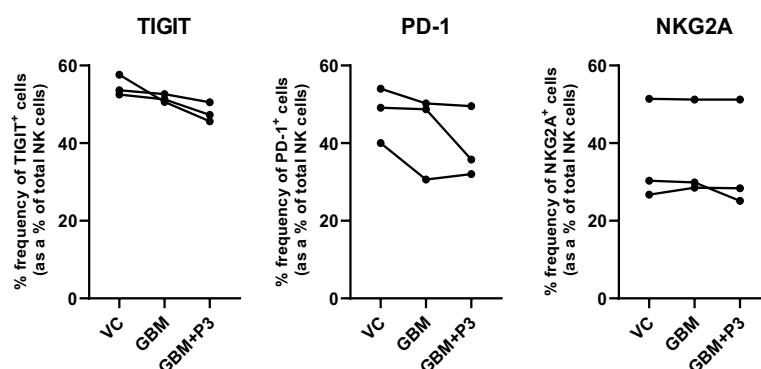 TIGIT
% frequency of TIGIT⁺ cells
(as a % of total NK cells)
60
40
20
0
VC
GBM
GBM+P3
PD-1
% frequency of PD-1⁺ cells
(as a % of total NK cells)
60
40
20
0
VC
GBM
GBM+P3
NKG2A
% frequency of NKG2A⁺ cells
(as a % of total NK cells)
60
40
20
0
VC
GBM
GBM+P3